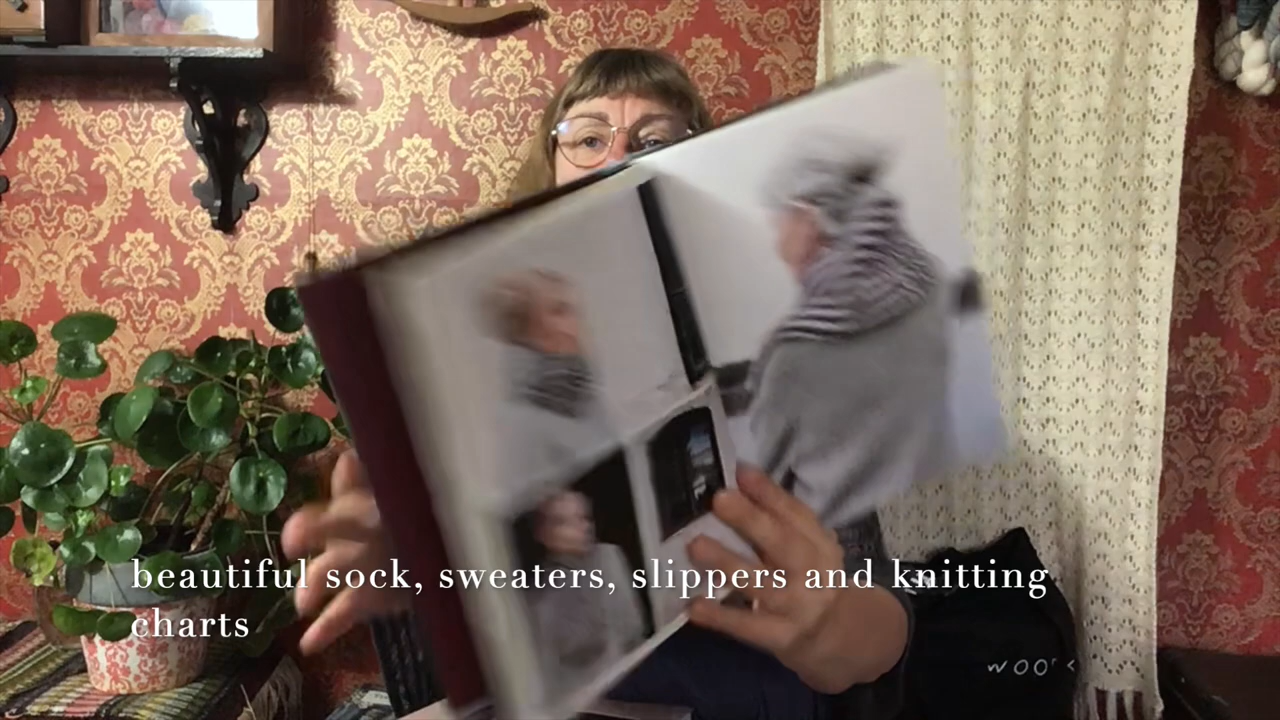 beautiful sock, sweaters, slippers and knitting
charts